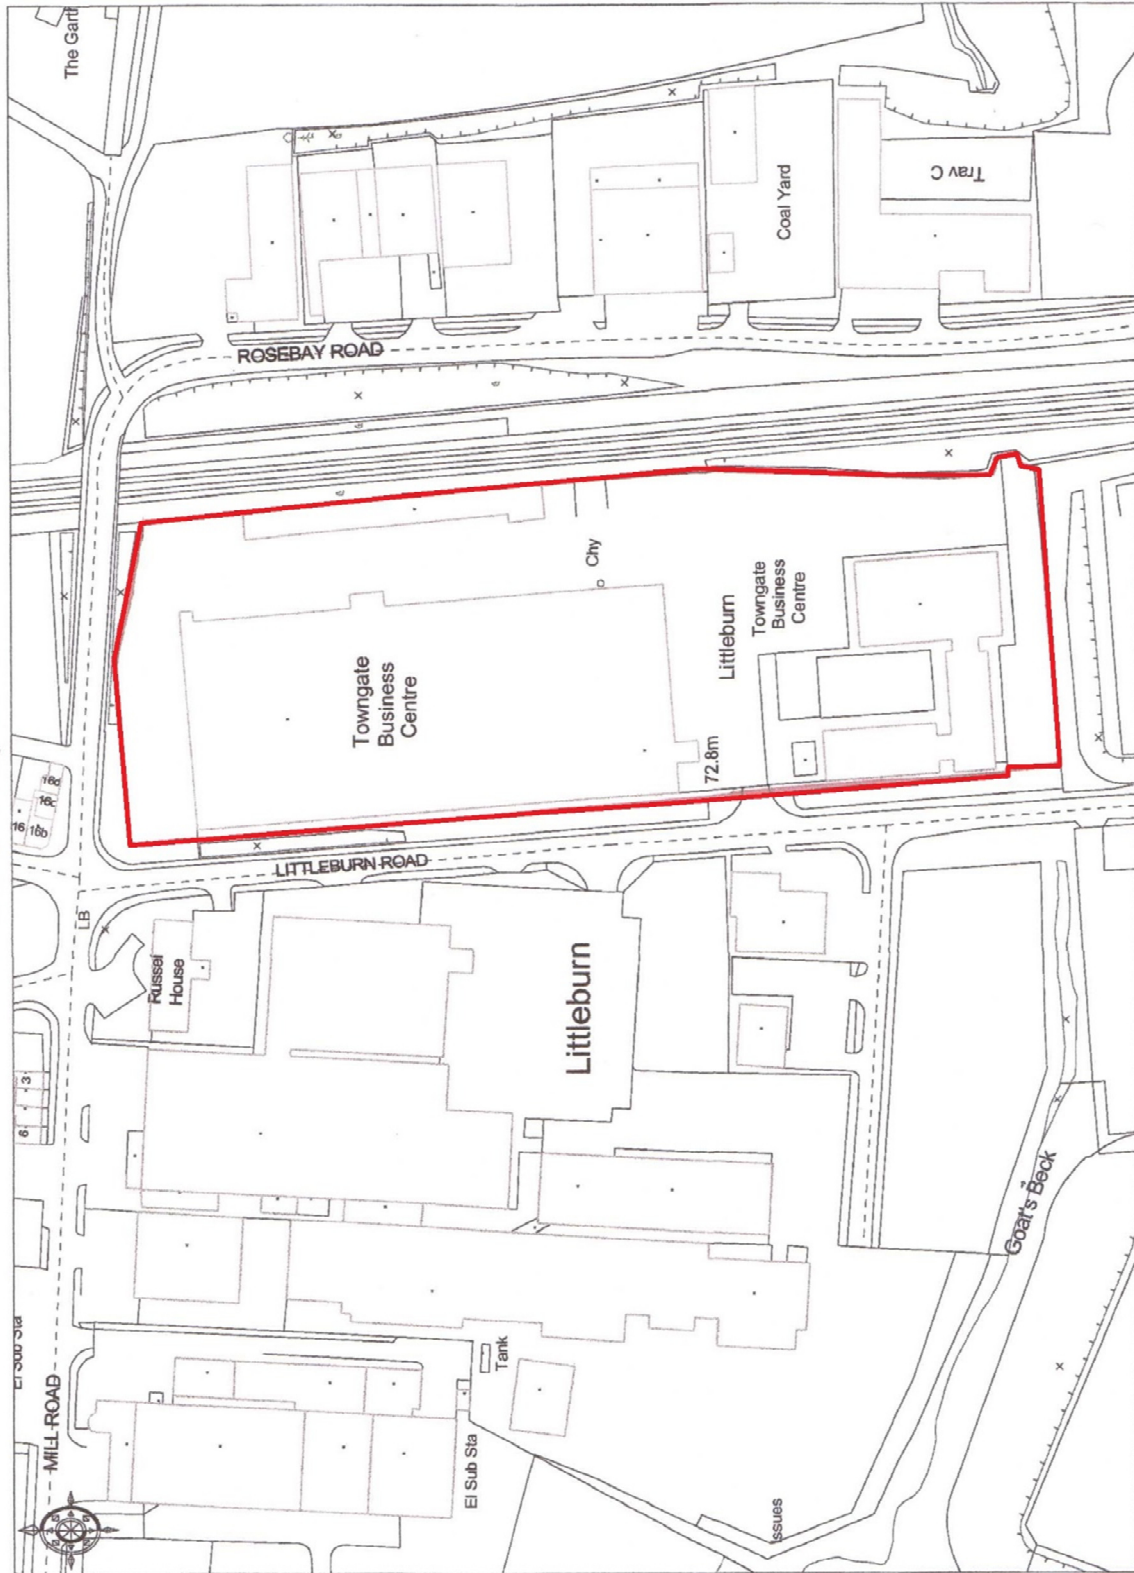 The Garth
Trav C
Coal Yard
ROSEBAY ROAD
Chy
Towngate
Business
Centre
Littleburn
Towngate
Business
Centre
72.8m
16d
16c
16b
16
LITTLEBURN ROAD
LB
Russel
House
Littleburn
3
6
Goat's Beck
El Sub Sta
MILL ROAD
Tank
El Sub Sta
Issues